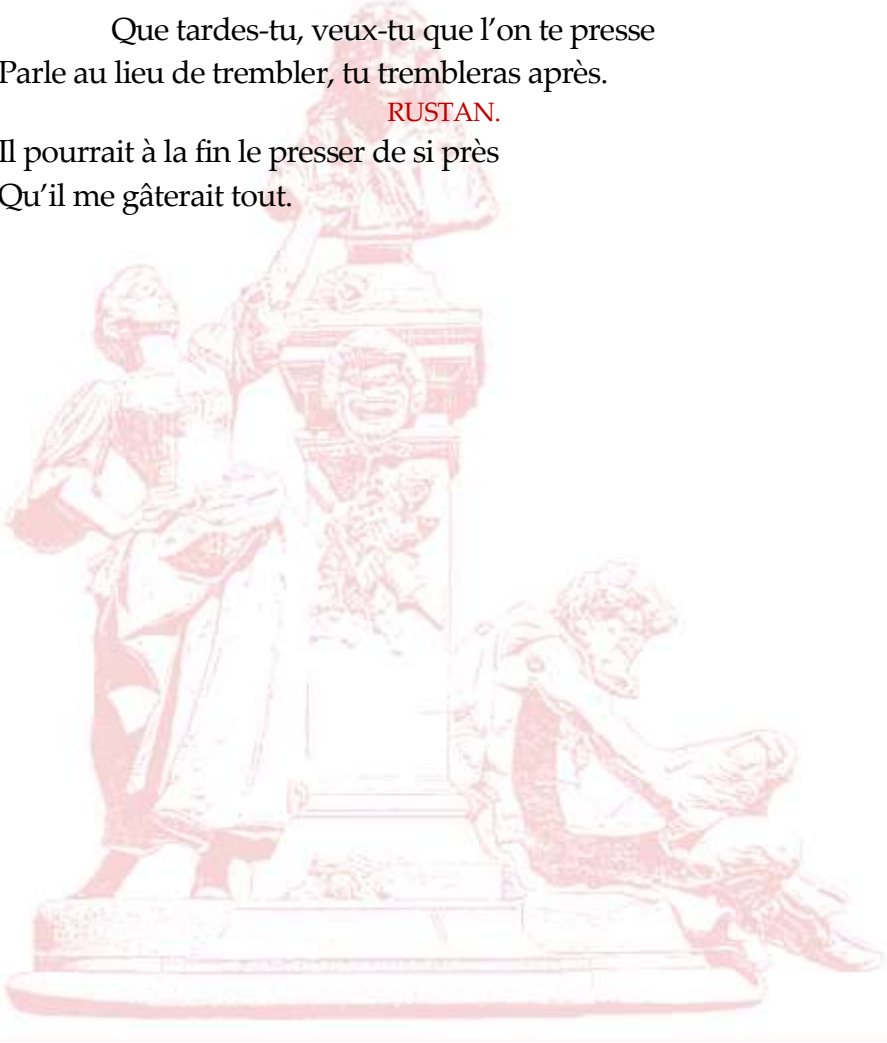 Que tardes-tu, veux-tu que l’on te presse
Parle au lieu de trembler, tu trembleras après.
RUSTAN.
Il pourrait à la fin le presser de si près
Qu’il me gâterait tout.